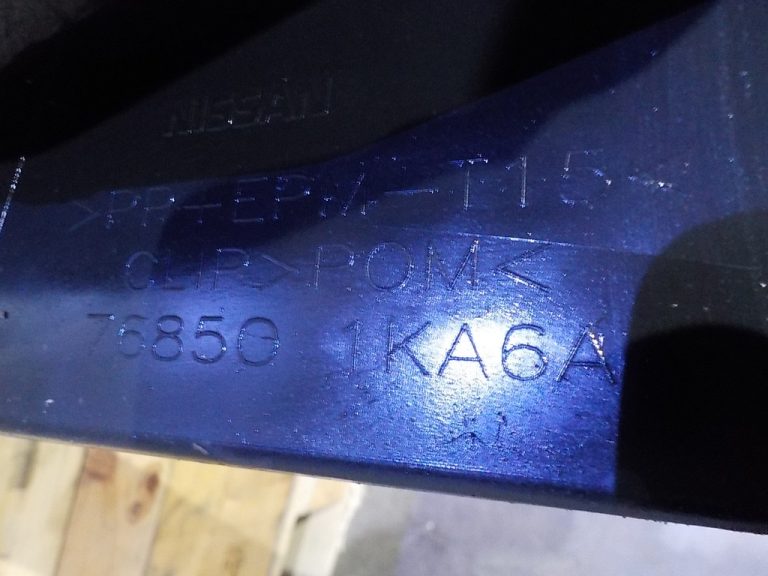 NISSAN
>PP+EPM-T15<
CLIP>POM<
76850 1KA6A